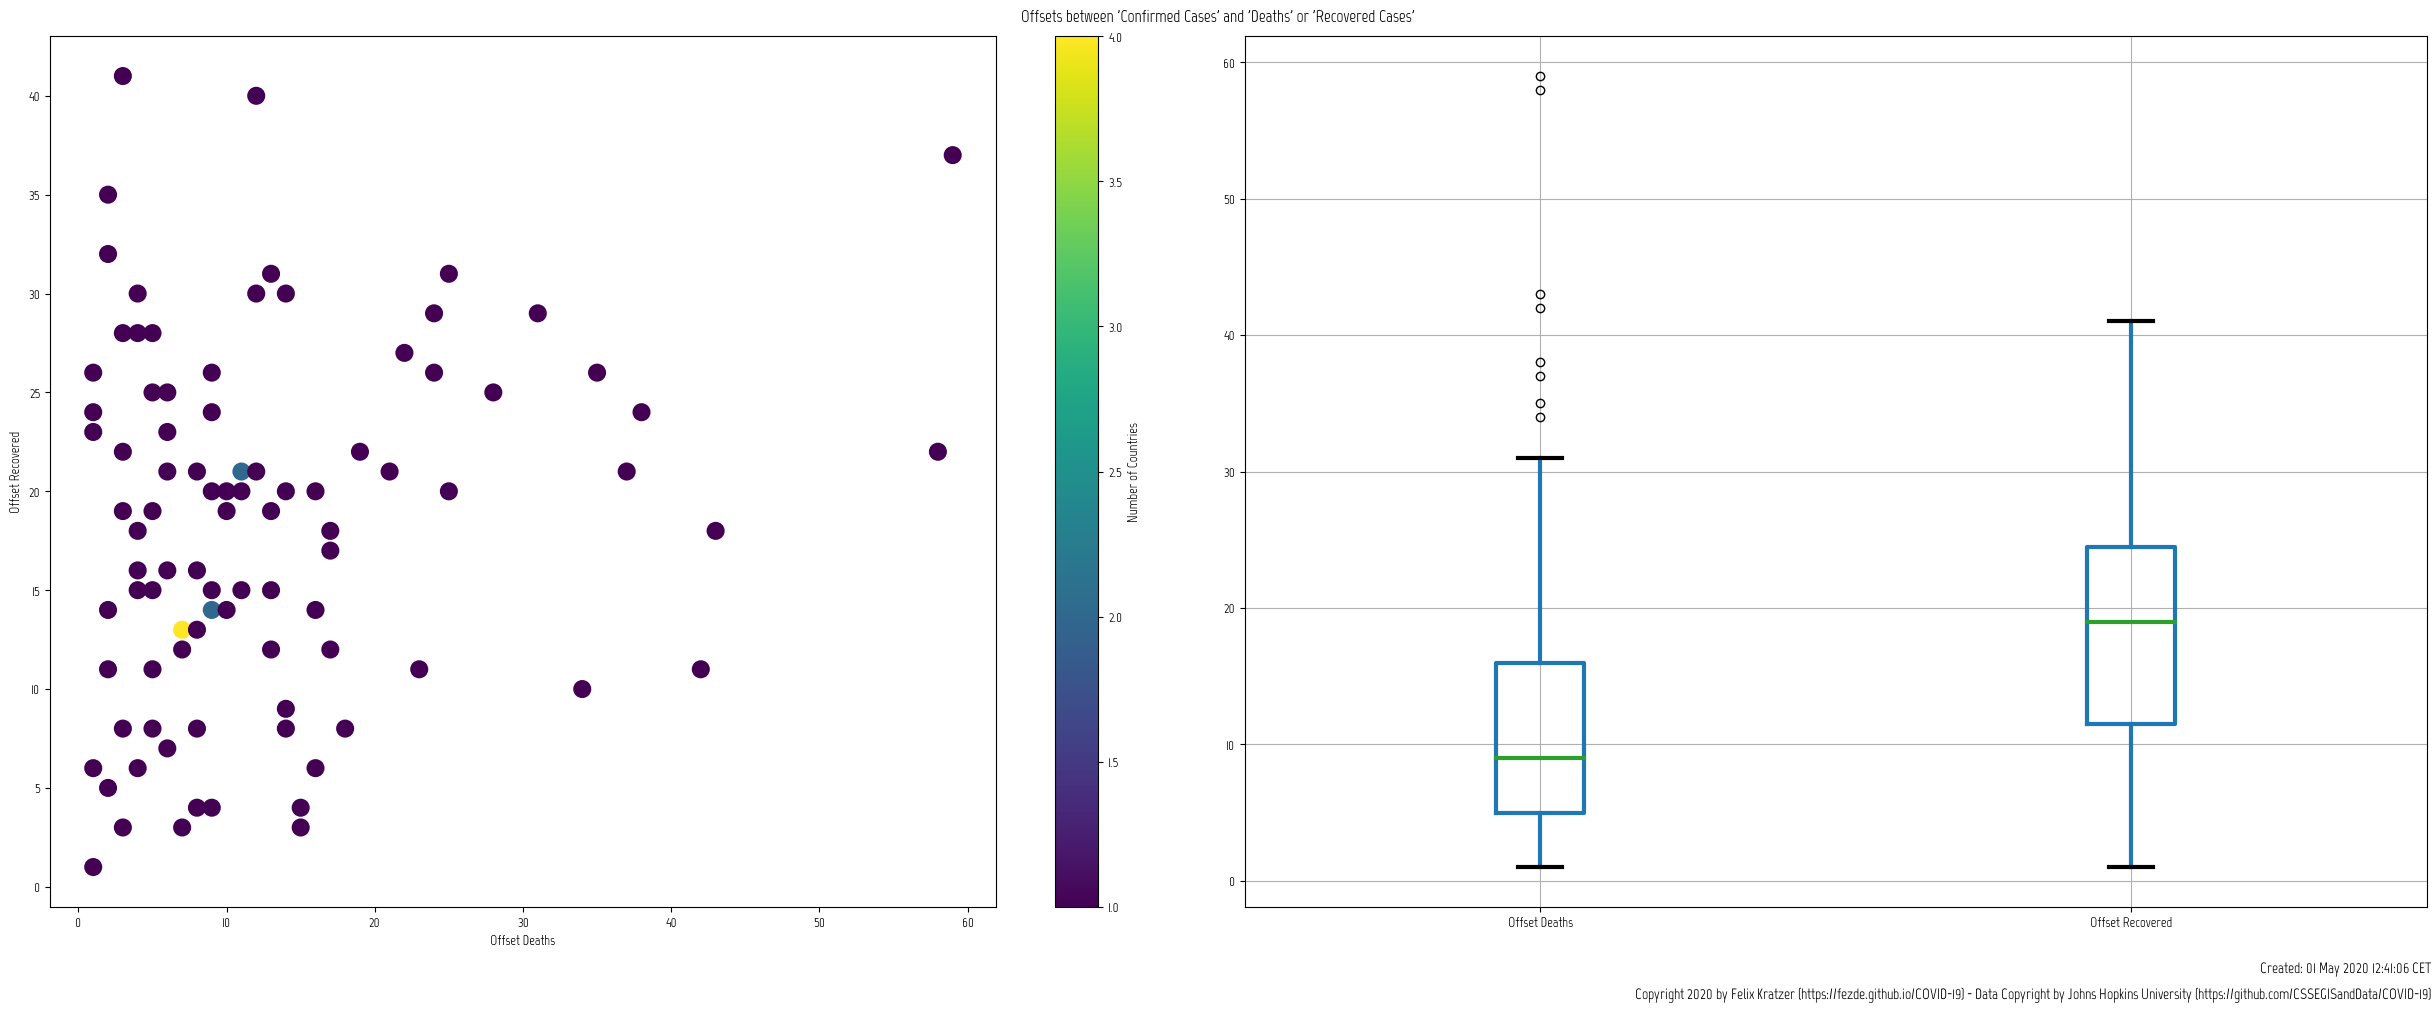 Offsets between 'Confirmed Cases' and 'Deaths' or 'Recovered Cases'
Offset Recovered
40
35
30
25
20
15
10
5
0
0 10 20 30 40 50 60
Offset Deaths
4.0
3.5
3.0
2.5
2.0
1.5
1.0
Number of Countries
60
50
40
30
20
10
0
Offset Deaths Offset Recovered
Created: 01 May 2020 12:41:06 CET
Copyright 2020 by Felix Kratzer (https://fezde.github.io/COVID-19) - Data Copyright by Johns Hopkins University (https://github.com/CSSEGISandData/COVID-19)